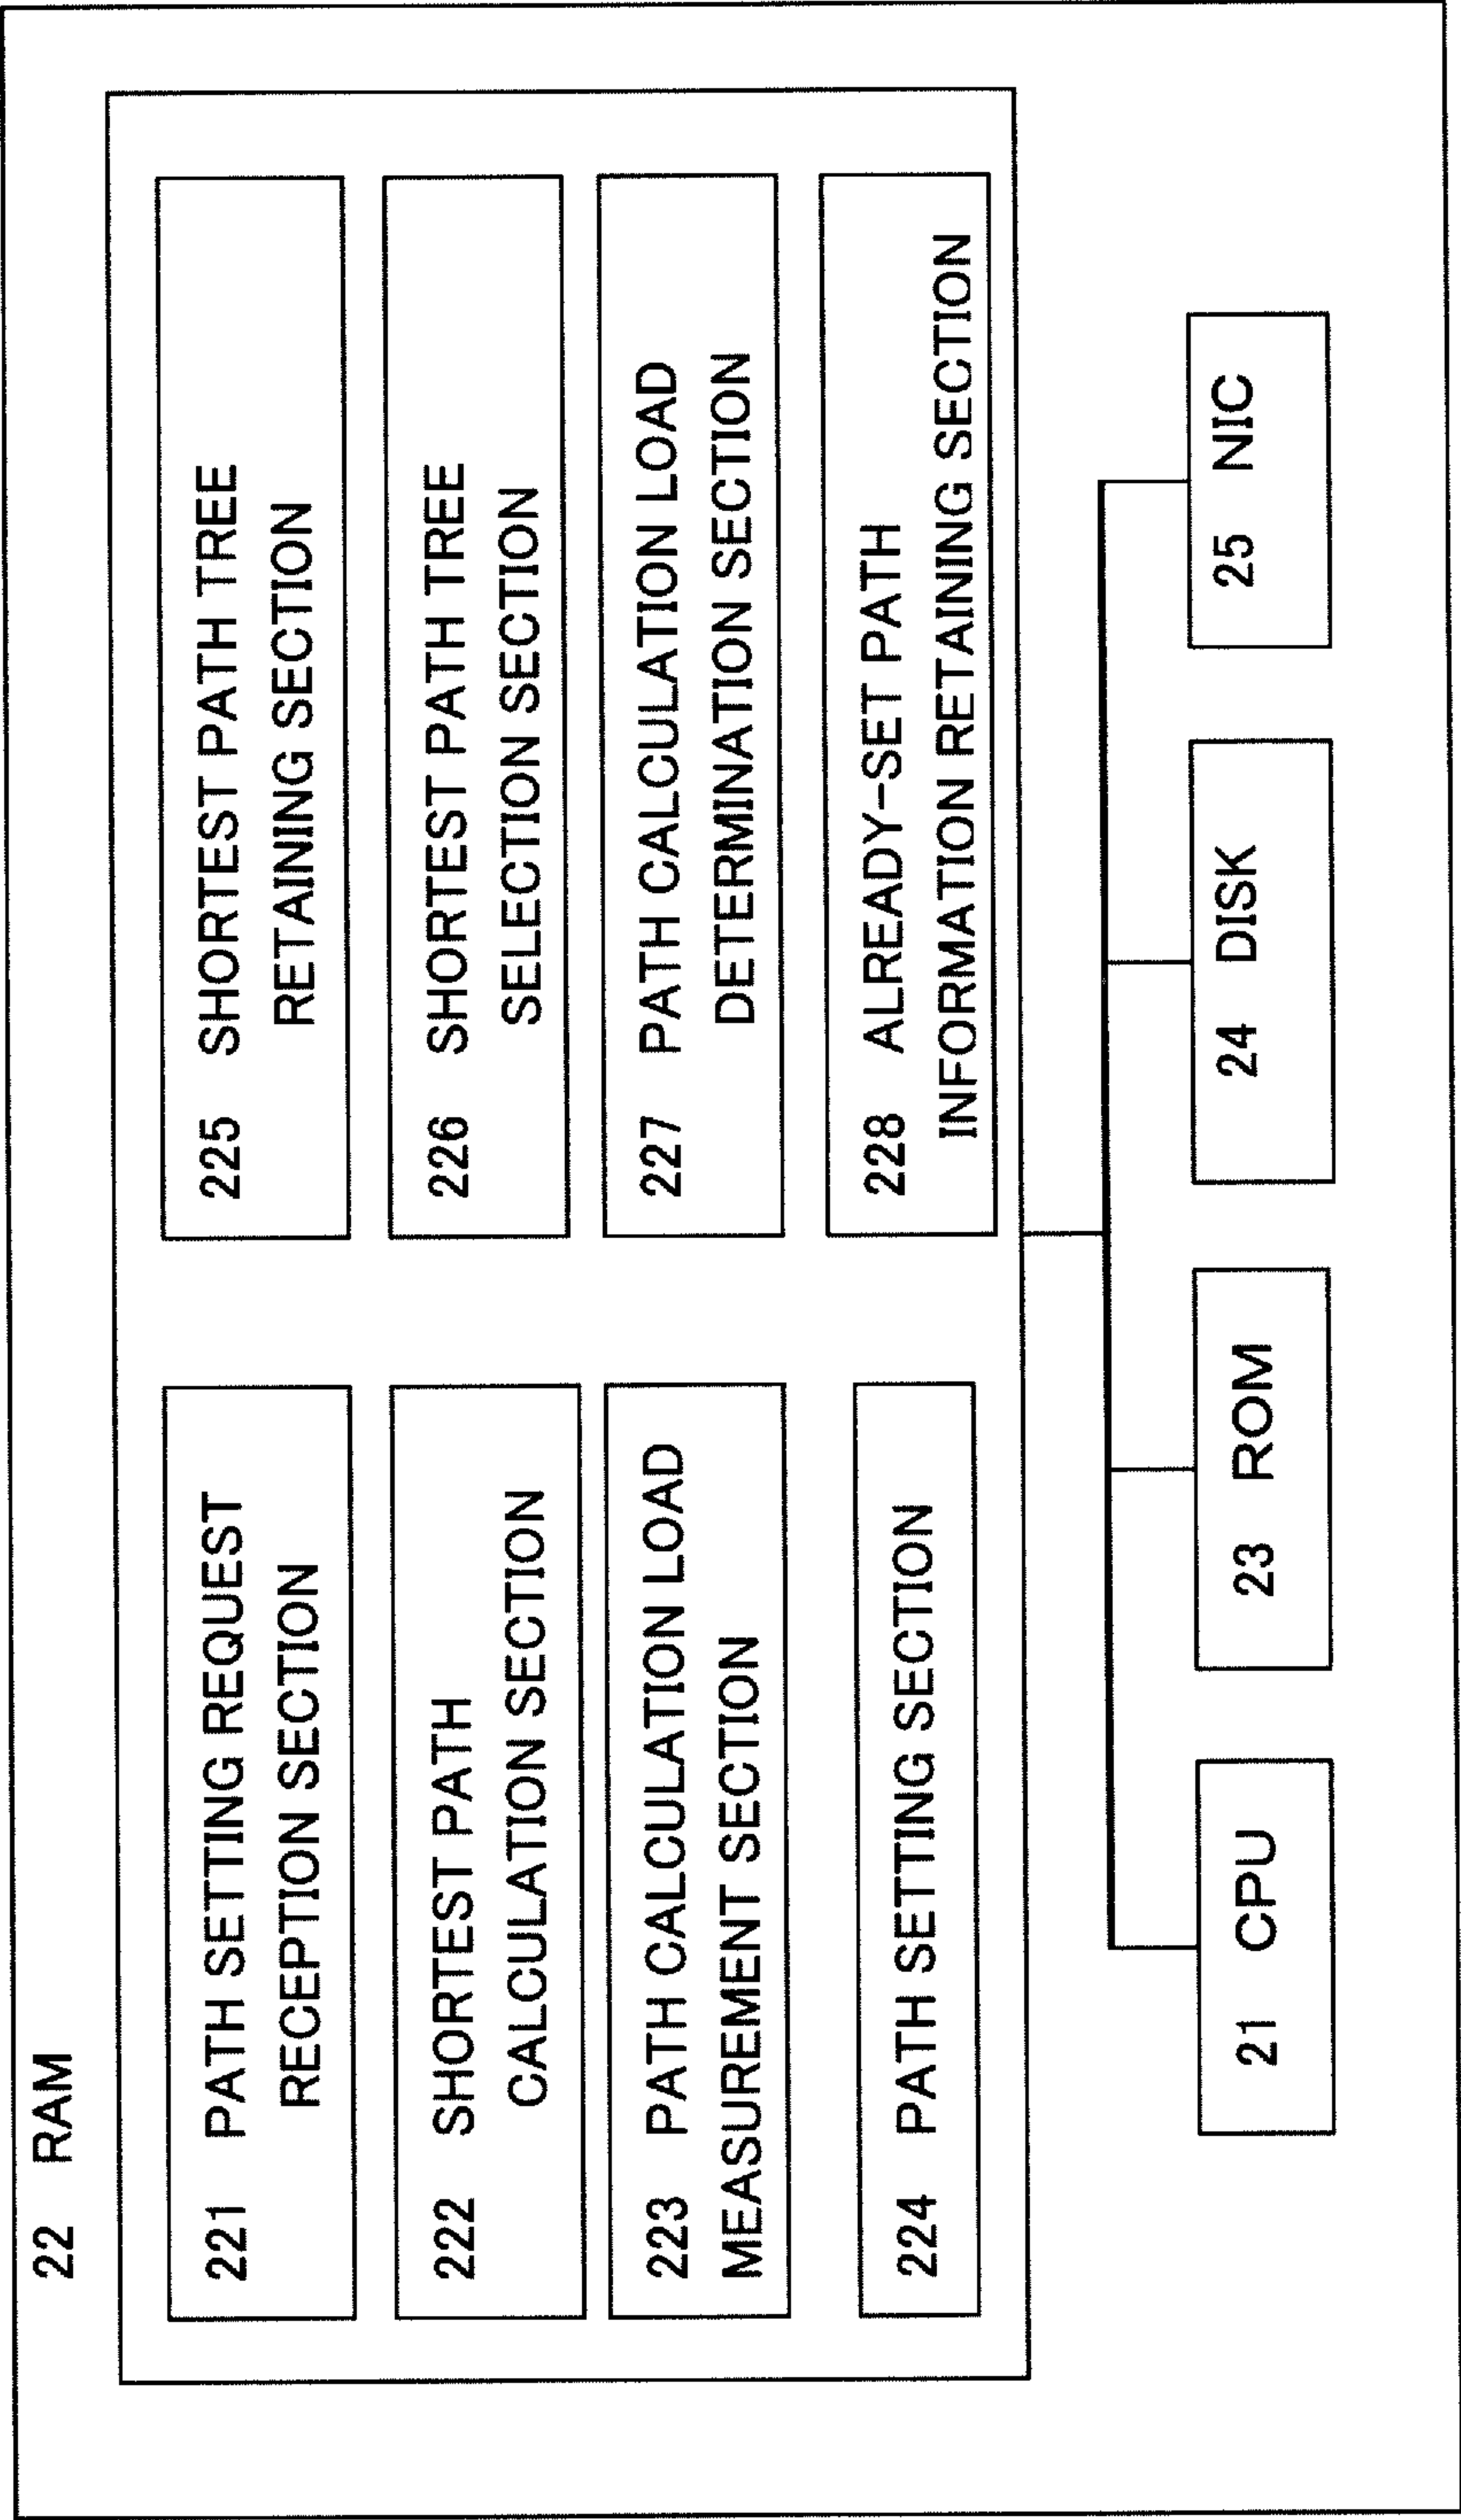 22 RAM
221 PATH SETTING REQUEST
RECEPTION SECTION
222 SHORTEST PATH
CALCULATION SECTION
223 PATH CALCULATION LOAD
MEASUREMENT SECTION
224 PATH SETTING SECTION
225 SHORTEST PATH TREE
RETAINING SECTION
226 SHORTEST PATH TREE
SELECTION SECTION
227 PATH CALCULATION LOAD
DETERMINATION SECTION
228 ALREADY-SET PATH
INFORMATION RETAINING SECTION
21 CPU
23 ROM
24 DISK
25 NIC